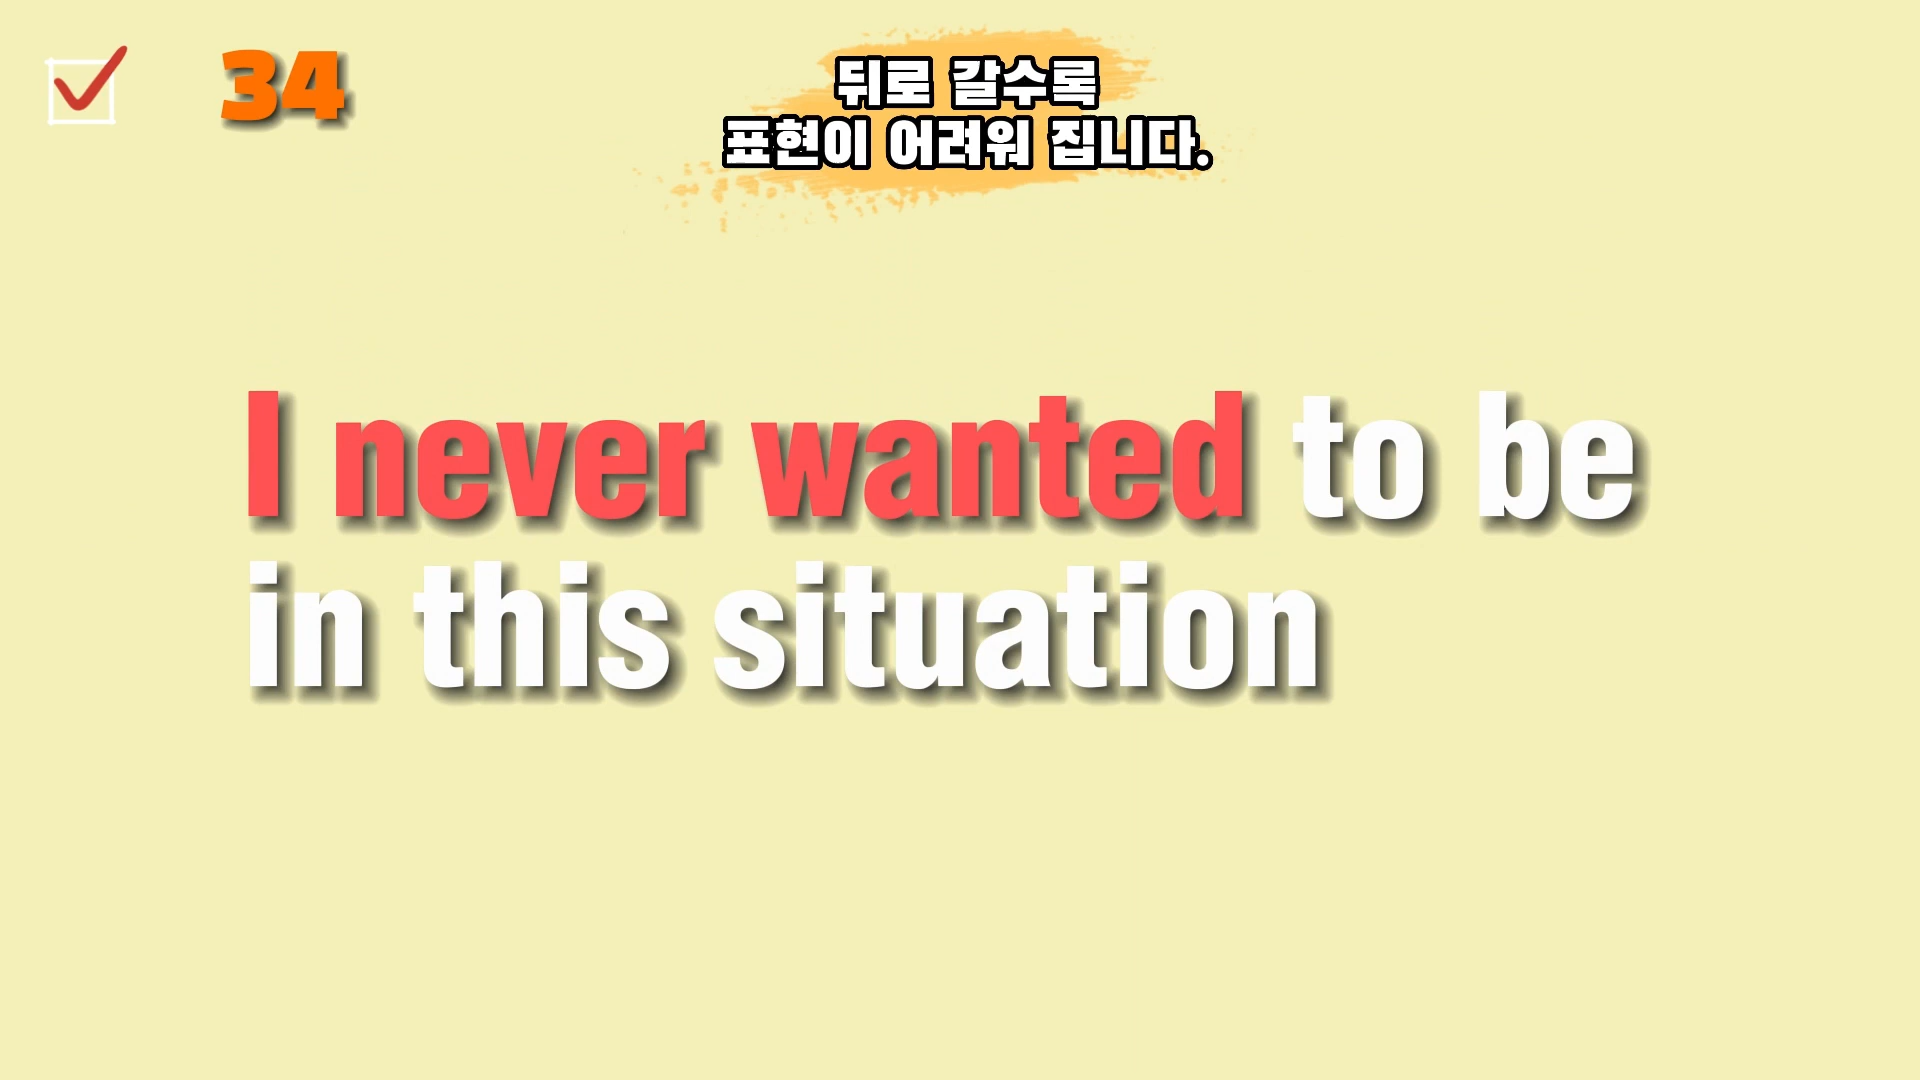 34
뒤로 갈수록
표현이 어려워 집니다.
I never wanted to be
in this situation